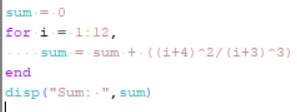 sum = 0
for i = 1:12,
    sum = sum + ((i+4)^2/(i+3)^3)
end
disp("Sum: ",sum)